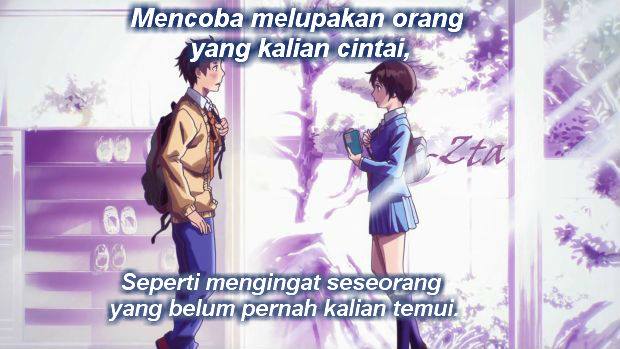 Mencoba melupakan orang
yang kalian cintai,
-Zta
Seperti mengingat seseorang
yang belum pernah kalian temui.